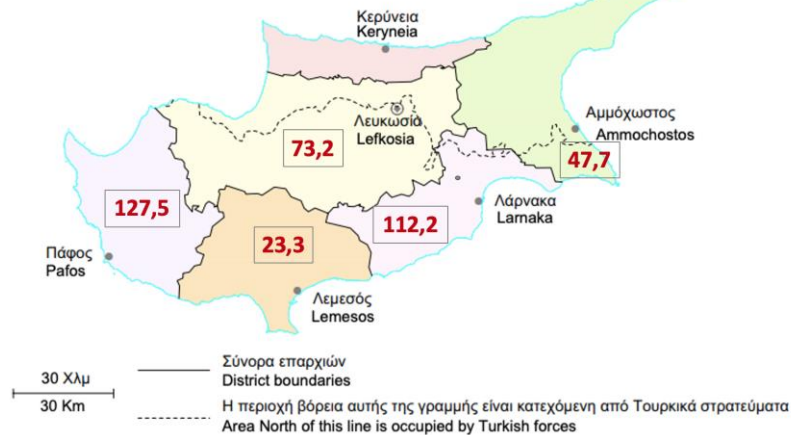 Κερύνεια
Keryneia
Λευκωσία
Lefkosia
Αμμόχωστος
Ammochostos
73,2
47,7
127,5
112,2
Λάρνακα
Larnaka
23,3
Πάφος
Pafos
Λεμεσός
Lemesos
Σύνορα επαρχιών
District boundaries
30 Χλμ
30 Km
Η περιοχή βόρεια αυτής της γραμμής είναι κατεχόμενη από Τουρκικά στρατεύματα
Area North of this line is occupied by Turkish forces